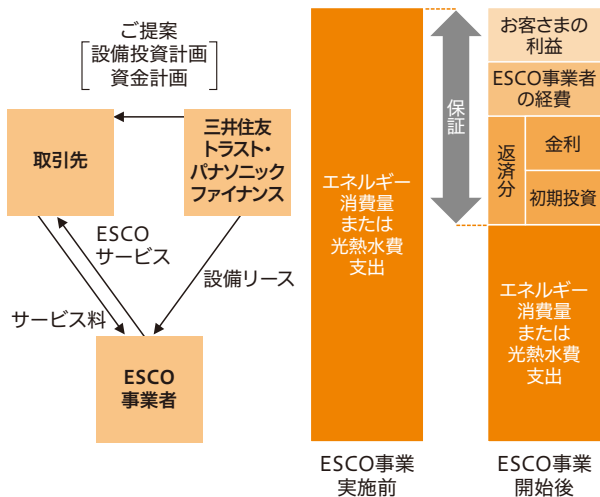 ご提案
設備投資計画
資金計画
取引先
三井住友
トラスト・
パナソニック
ファイナンス
ESCO
サービス
設備リース
サービス料
ESCO
事業者
エネルギー
消費量
または
光熱水費
支出
ESCO事業
実施前
保証
お客さまの
利益
ESCO事業者
の経費
返済分
金利
初期投資
エネルギー
消費量
または
光熱水費
支出
ESCO事業
開始後